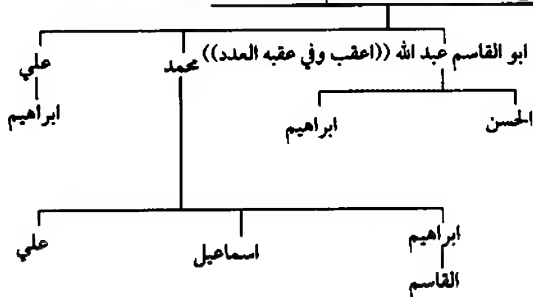 ابو القاسم عبد الله ((اعقب وفي عقبه العدد)) محمد علي
الحسن ابراهيم ابراهيم
ابراهيم اسماعيل علي
القاسم